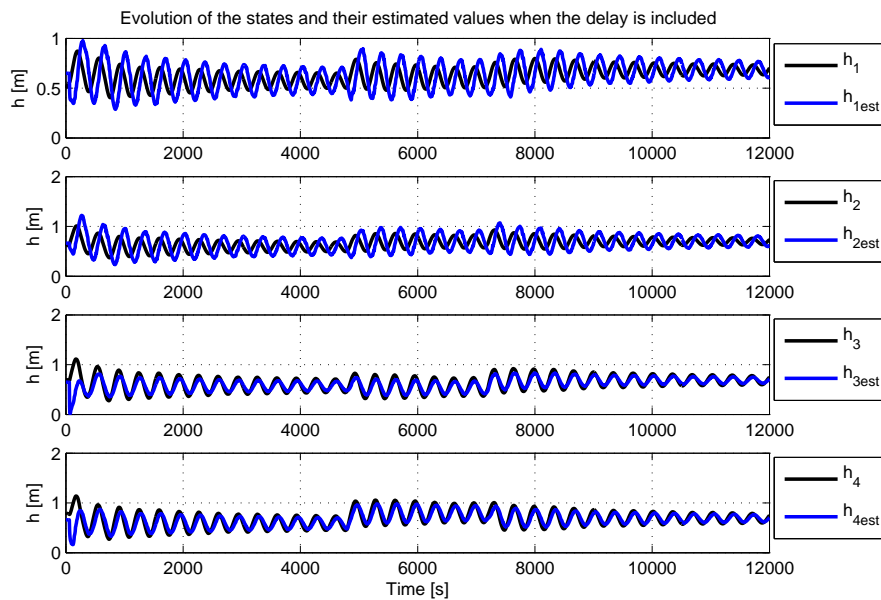 Evolution of the states and their estimated values when the delay is included
1
0.5
0
h [m]
0 2000 4000 6000 8000 10000 12000
h1
h1est
2
1
0
h [m]
0 2000 4000 6000 8000 10000 12000
h2
h2est
2
1
0
h [m]
0 2000 4000 6000 8000 10000 12000
h3
h3est
2
1
0
h [m]
0 2000 4000 6000 8000 10000 12000
Time [s]
h4
h4est